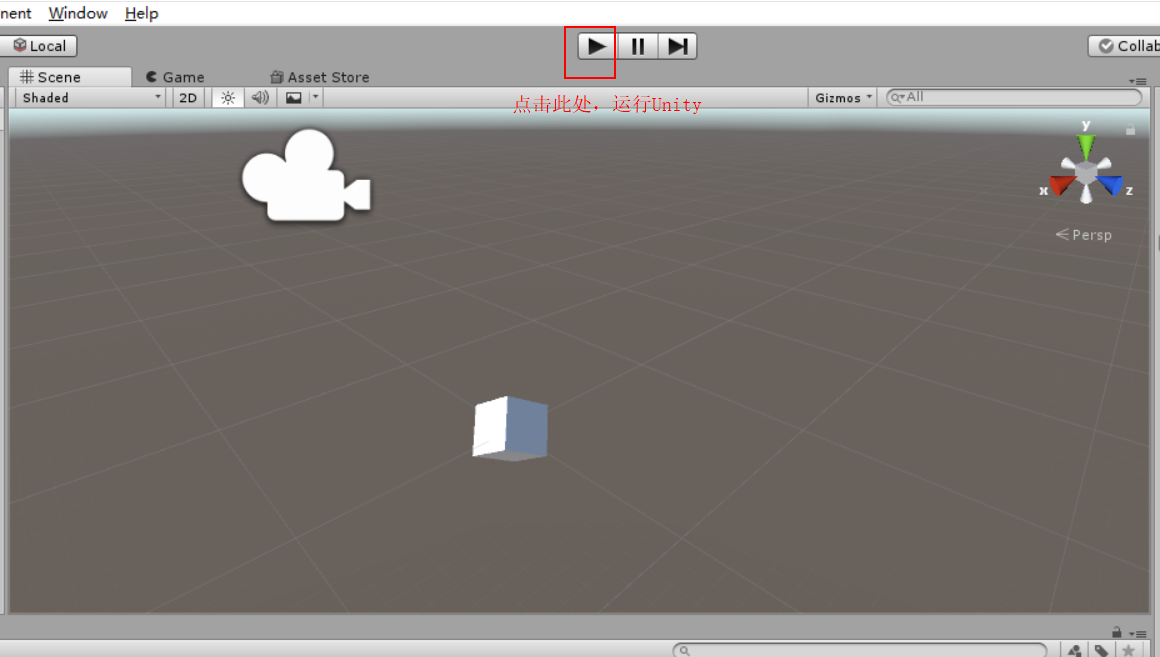 nent Window Help
Local
Collab
Scene Game Asset Store
Shaded 2D Gizmos All
点击此处，运行Unity
y
x z
Persp